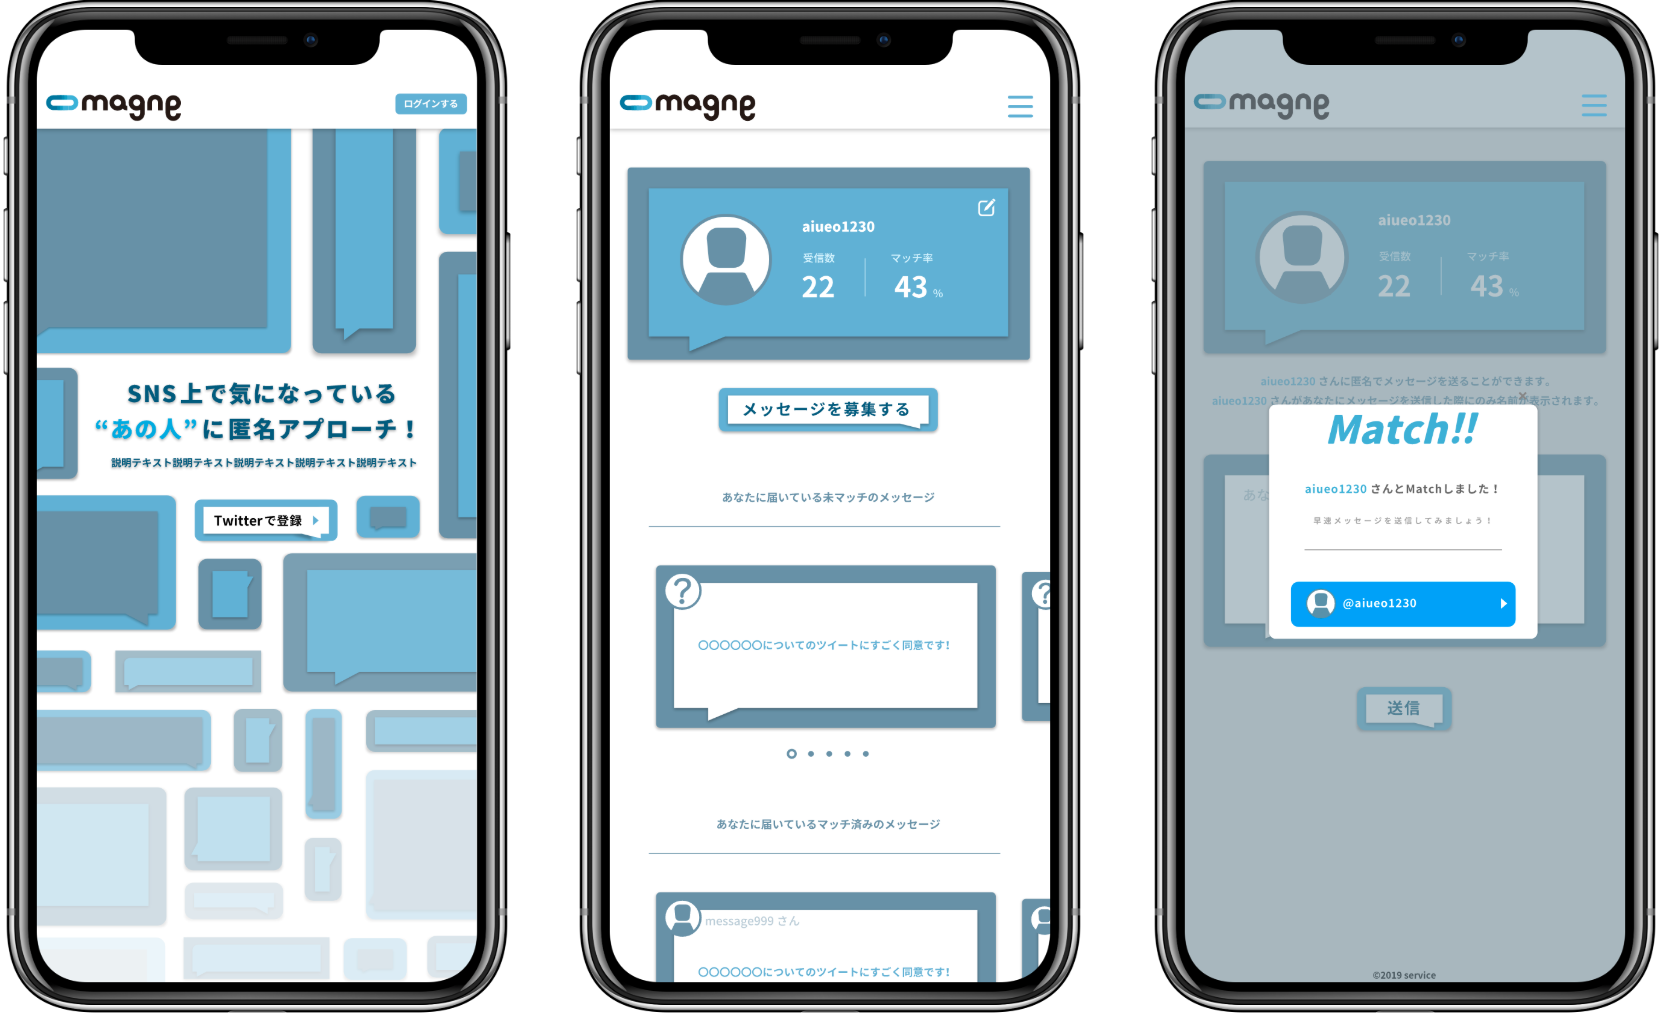 magne
ログインする
SNS上で気になっている
“あの人”に匿名アプローチ！
説明テキスト説明テキスト説明テキスト説明テキスト説明テキスト
Twitterで登録
magne
aiueo1230
受信数
22
マッチ率
43 %
メッセージを募集する
あなたに届いている未マッチのメッセージ
?
?
〇〇〇〇〇〇についてのツイートにすごく同意です！
あなたに届いているマッチ済みのメッセージ
message999 さん
〇〇〇〇〇〇についてのツイートにすごく同意です！
magne
aiueo1230
受信数
22
マッチ率
43 %
aiueo1230 さんに匿名でメッセージを送ることができます。
aiueo1230 さんがあなたにメッセージを送信した際にのみ名前が表示されます。
あな
Match!!
aiueo1230 さんとMatchしました！
早速メッセージを送信してみましょう！
@aiueo1230
送信
©2019 service